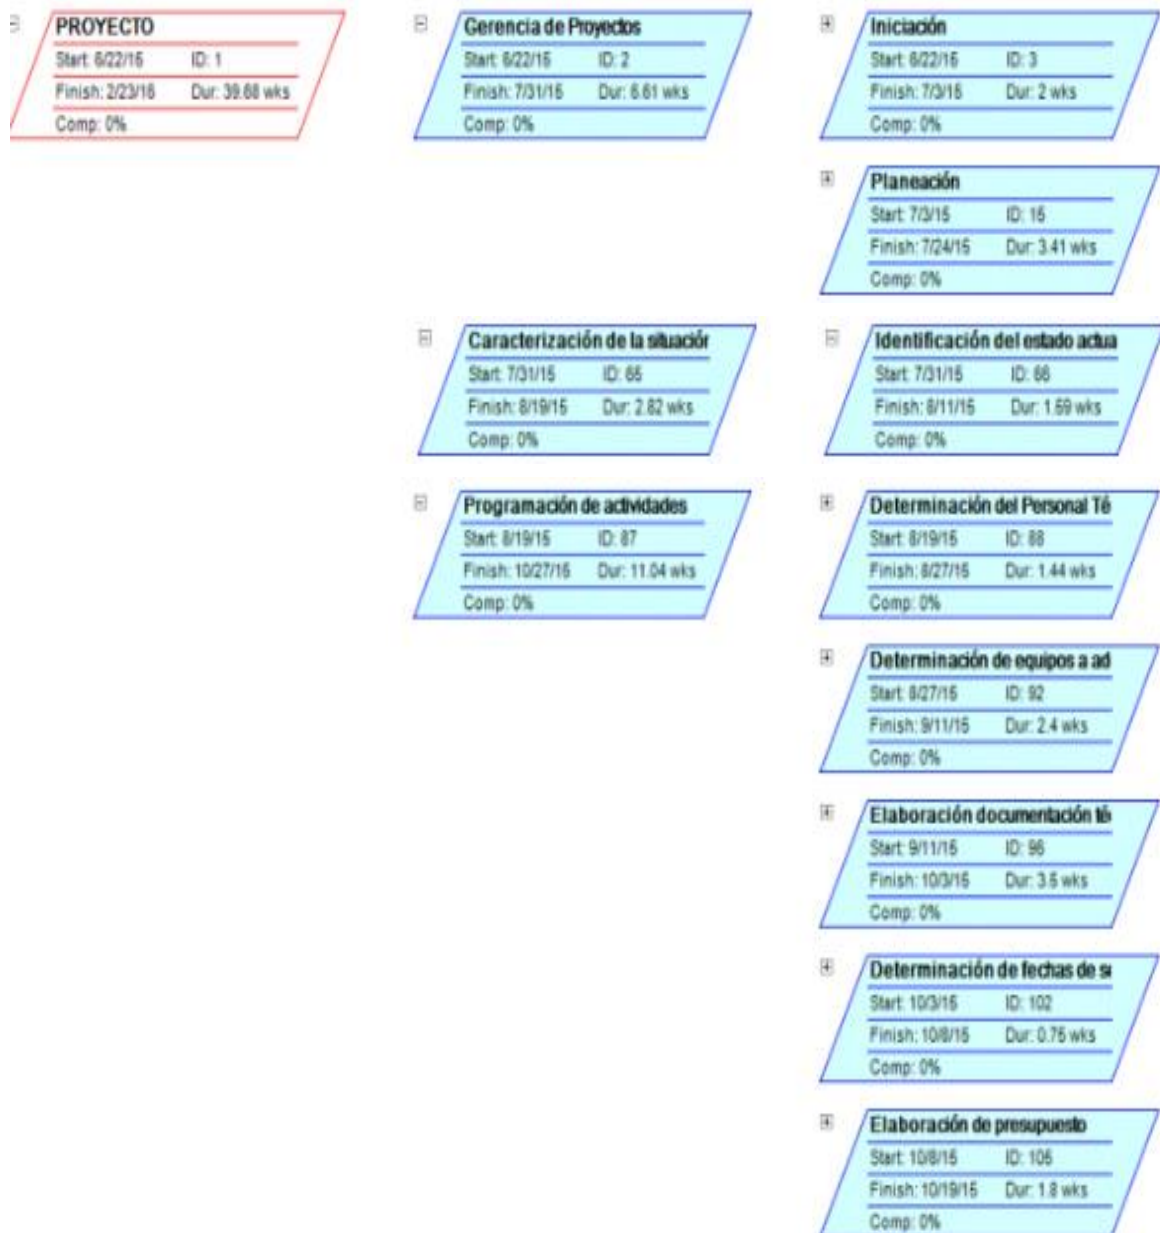 PROYECTO
Start: 6/22/15 ID: 1
Finish: 2/23/16 Dur: 39.68 wks
Comp: 0%
Gerencia de Proyectos
Start: 6/22/15 ID: 2
Finish: 7/31/15 Dur: 6.61 wks
Comp: 0%
Iniciación
Start: 6/22/15 ID: 3
Finish: 7/3/15 Dur: 2 wks
Comp: 0%
Planeación
Start: 7/3/15 ID: 15
Finish: 7/24/15 Dur: 3.41 wks
Comp: 0%
Caracterización de la situación
Start: 7/31/15 ID: 65
Finish: 8/19/15 Dur: 2.82 wks
Comp: 0%
Identificación del estado actua
Start: 7/31/15 ID: 66
Finish: 8/11/15 Dur: 1.59 wks
Comp: 0%
Programación de actividades
Start: 8/19/15 ID: 87
Finish: 10/27/15 Dur: 11.04 wks
Comp: 0%
Determinación del Personal Té
Start: 8/19/15 ID: 88
Finish: 8/27/15 Dur: 1.44 wks
Comp: 0%
Determinación de equipos a ad
Start: 8/27/15 ID: 92
Finish: 9/11/15 Dur: 2.4 wks
Comp: 0%
Elaboración documentación té
Start: 9/11/15 ID: 96
Finish: 10/3/15 Dur: 3.5 wks
Comp: 0%
Determinación de fechas de se
Start: 10/3/15 ID: 102
Finish: 10/8/15 Dur: 0.75 wks
Comp: 0%
Elaboración de presupuesto
Start: 10/8/15 ID: 105
Finish: 10/19/15 Dur: 1.8 wks
Comp: 0%